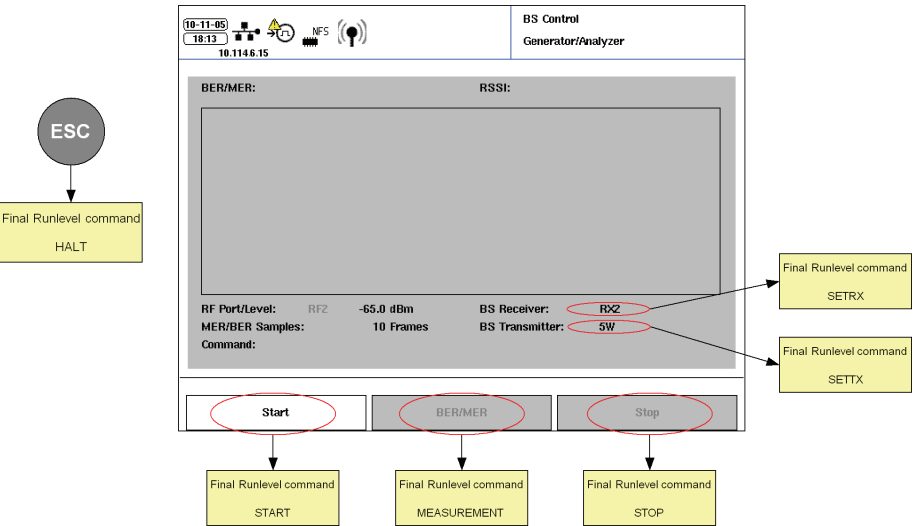 10-11-05
18:13
NFS
10.114.6.15
BS Control
Generator/Analyzer
BER/MER: RSSI:
ESC
Final Runlevel command
HALT
RF Port/Level: RF2 -65.0 dBm BS Receiver: RX2
MER/BER Samples: 10 Frames BS Transmitter: 5W
Command:
Final Runlevel command
SETRX
Final Runlevel command
SETTX
Start BER/MER Stop
Final Runlevel command
START
Final Runlevel command
MEASUREMENT
Final Runlevel command
STOP